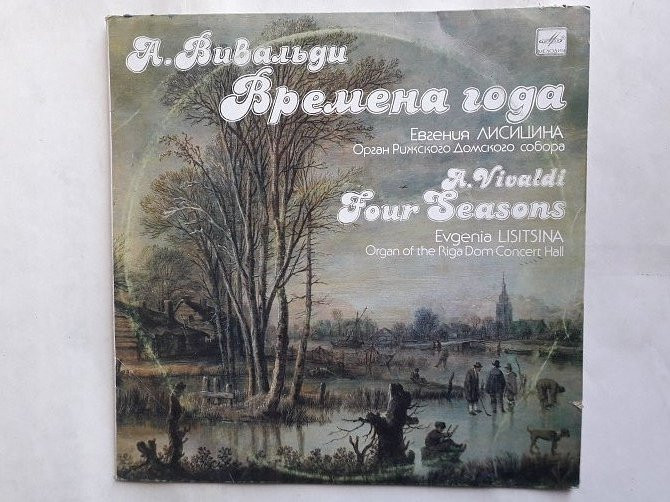 А. Вивальди
Времена года
Евгения ЛИСИЦИНА
Орган Рижского Домского собора
A. Vivaldi
Four Seasons
Evgenia LISITSINA
Organ of the Riga Dom Concert Hall